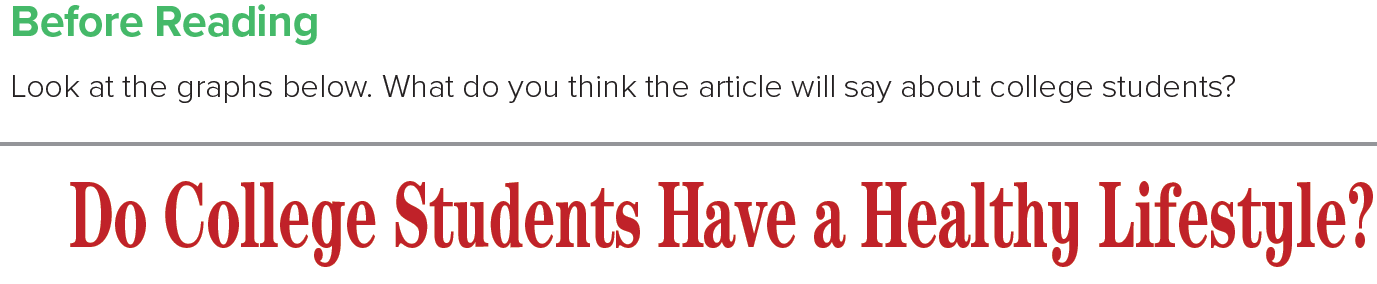 Before Reading
Look at the graphs below. What do you think the article will say about college students?
Do College Students Have a Healthy Lifestyle?